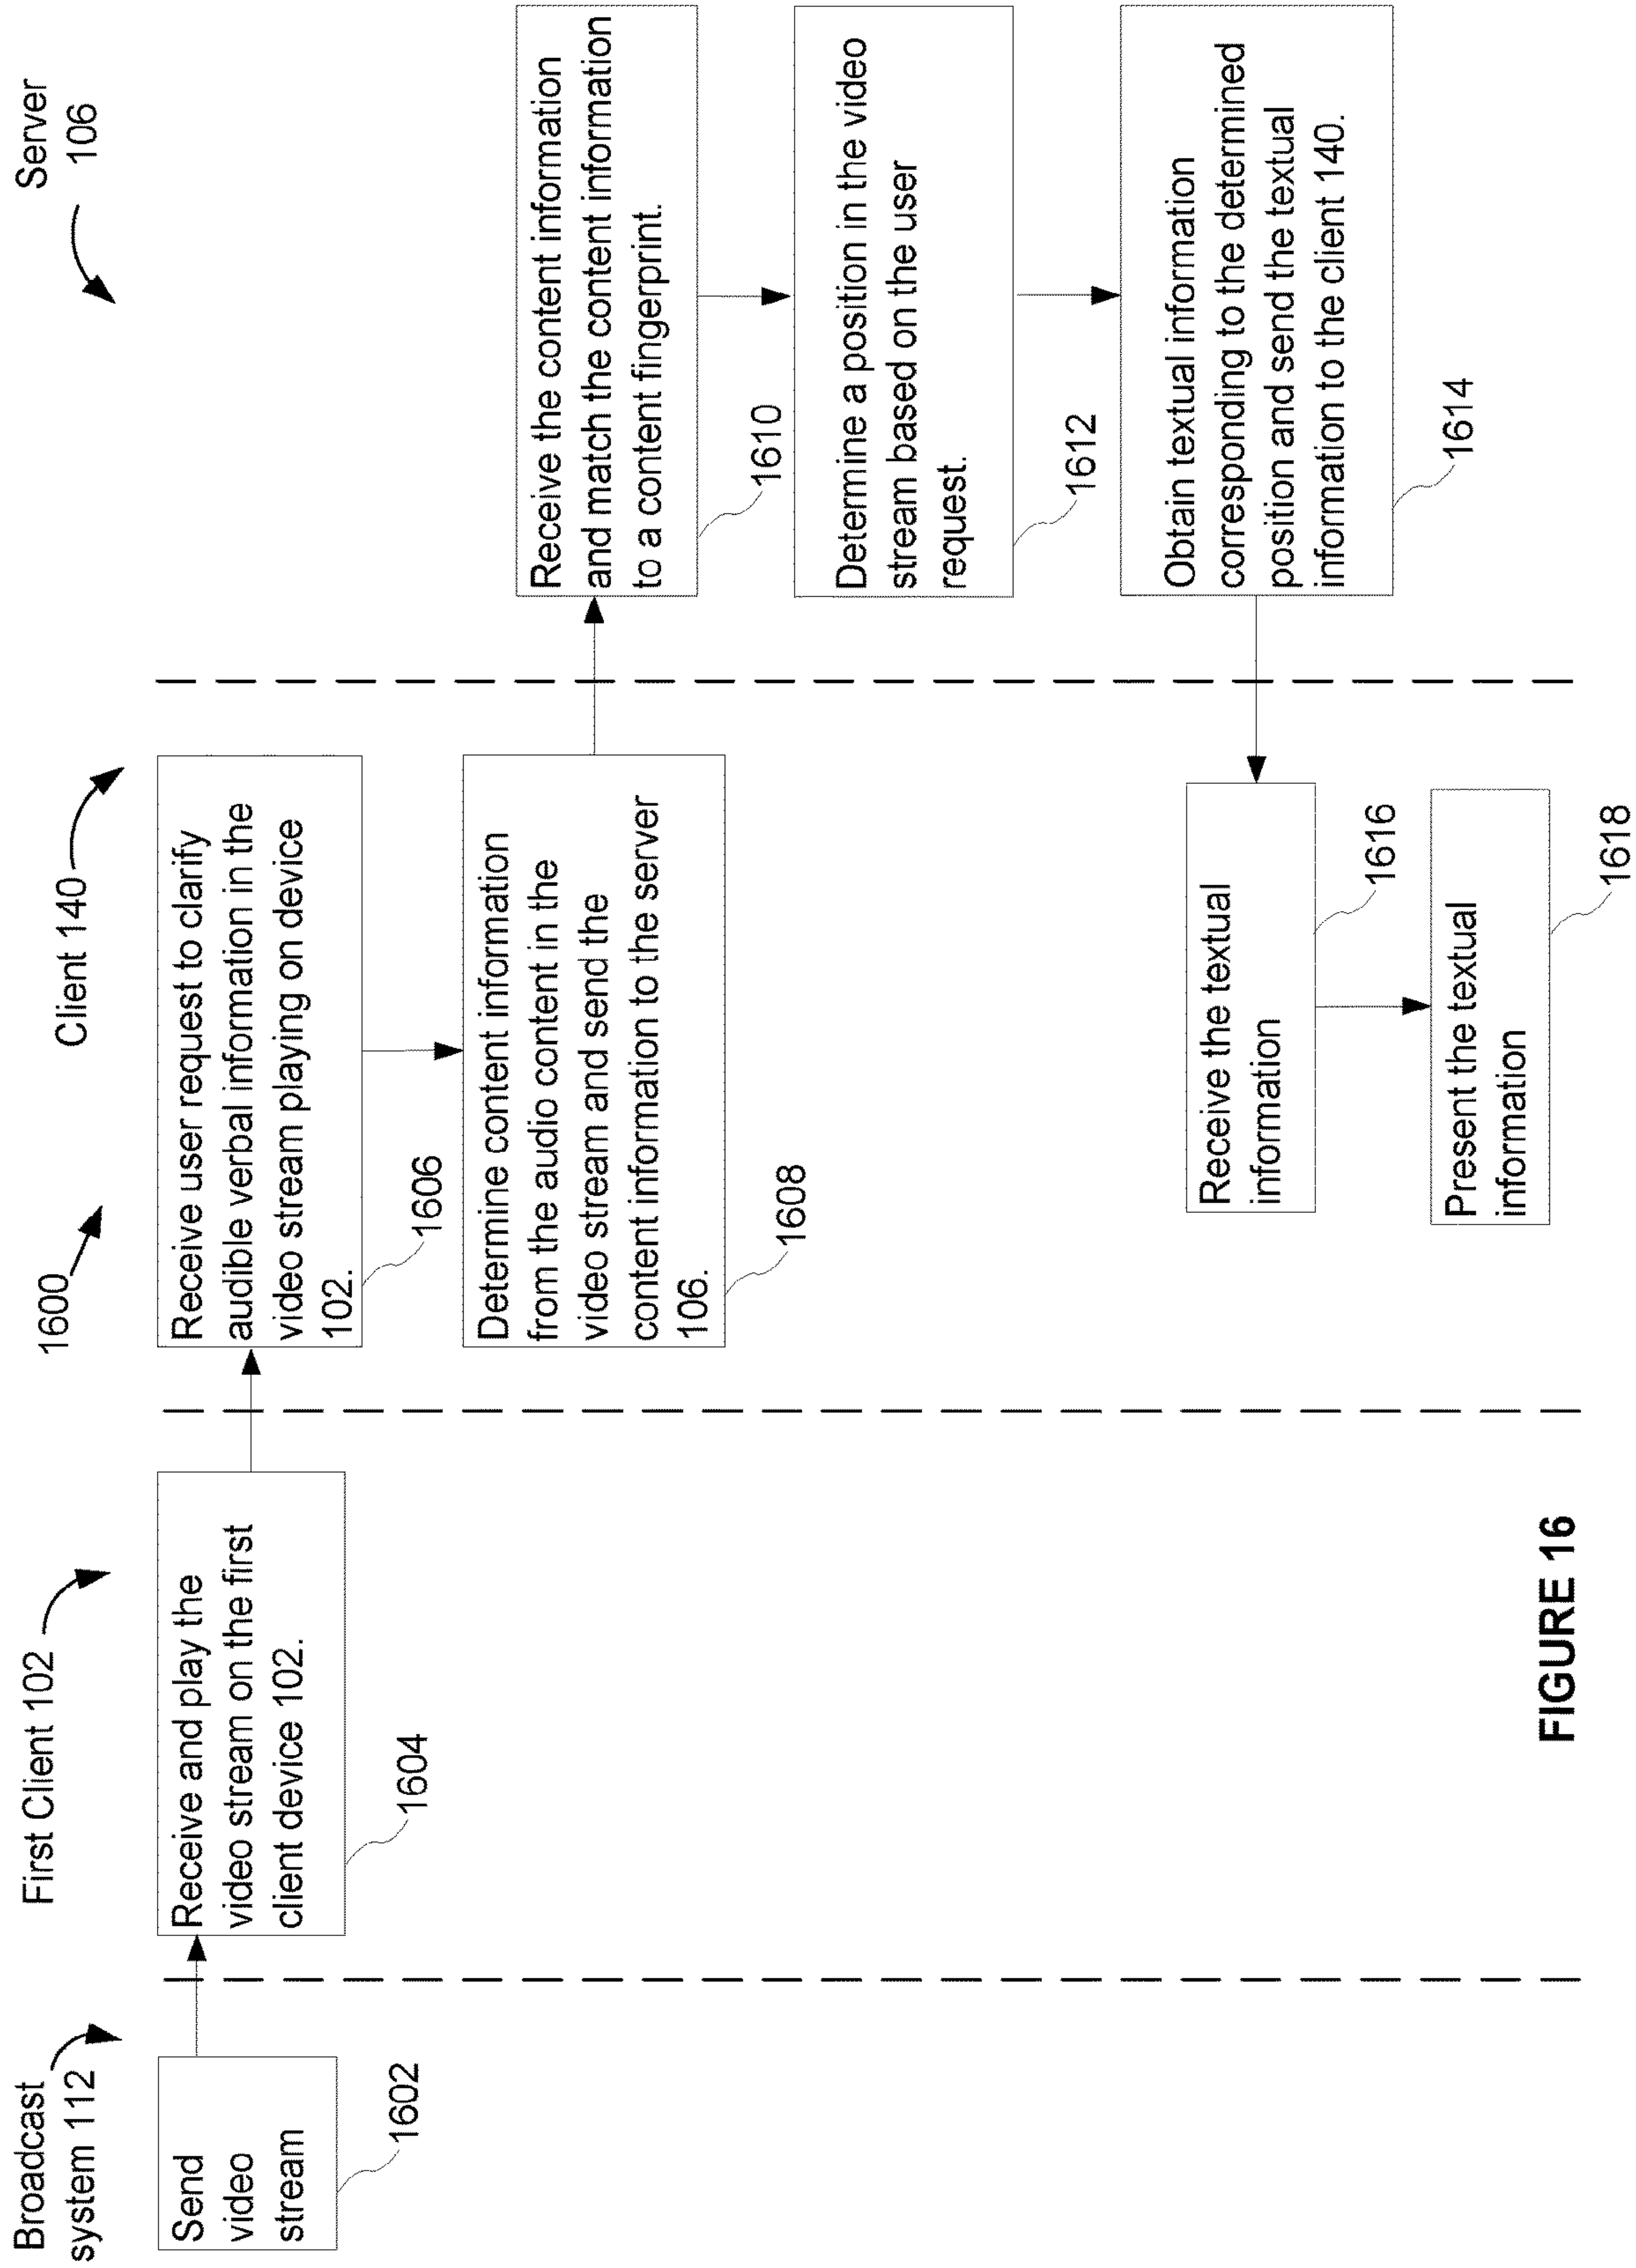 Broadcast
system 112
First Client 102
1600
Client 140
Server
106
Send
video
stream
1602
Receive and play the
video stream on the first
client device 102.
1604
Receive user request to clarify
audible verbal information in the
video stream playing on device
102.
1606
Determine content information
from the audio content in the
video stream and send the
content information to the server
106.
1608
Receive the content information
and match the content information
to a content fingerprint.
1610
Determine a position in the video
stream based on the user
request.
1612
Obtain textual information
corresponding to the determined
position and send the textual
information to the client 140.
1614
Receive the textual
information
1616
Present the textual
information
1618
FIGURE 16